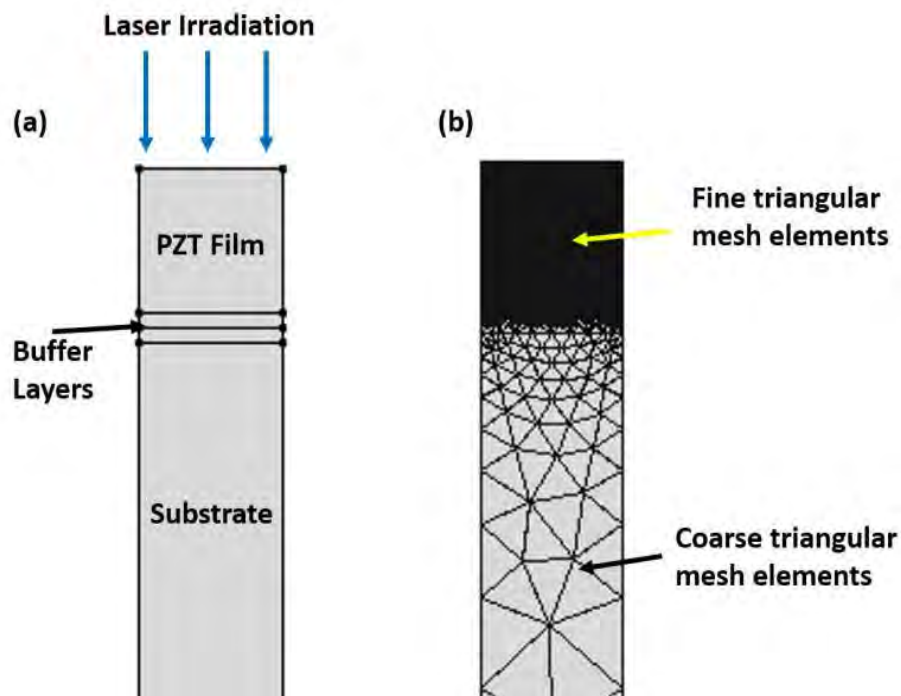 Laser Irradiation
(a)
PZT Film
Buffer
Layers
Substrate
(b)
Fine triangular
mesh elements
Coarse triangular
mesh elements